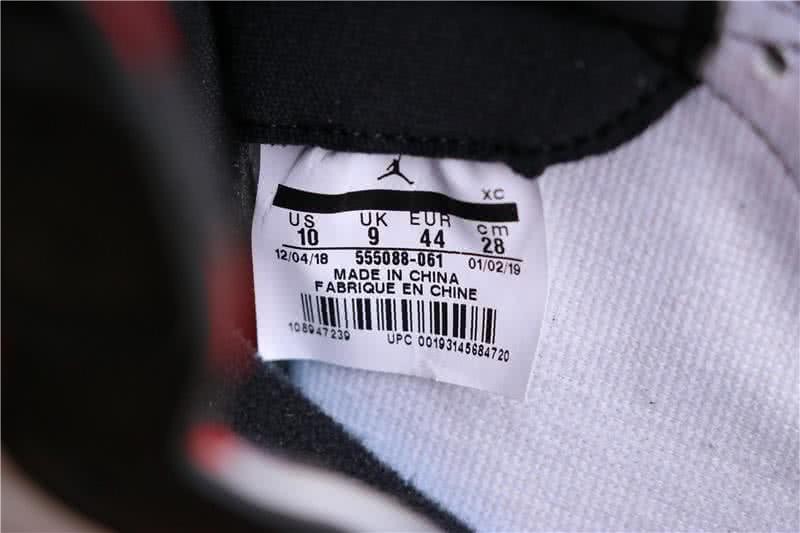 XC
US UK EUR cm
10 9 44 28
12/04/18 555088-061 01/02/19
MADE IN CHINA
FABRIQUE EN CHINE
108947239 UPC 00193145684720